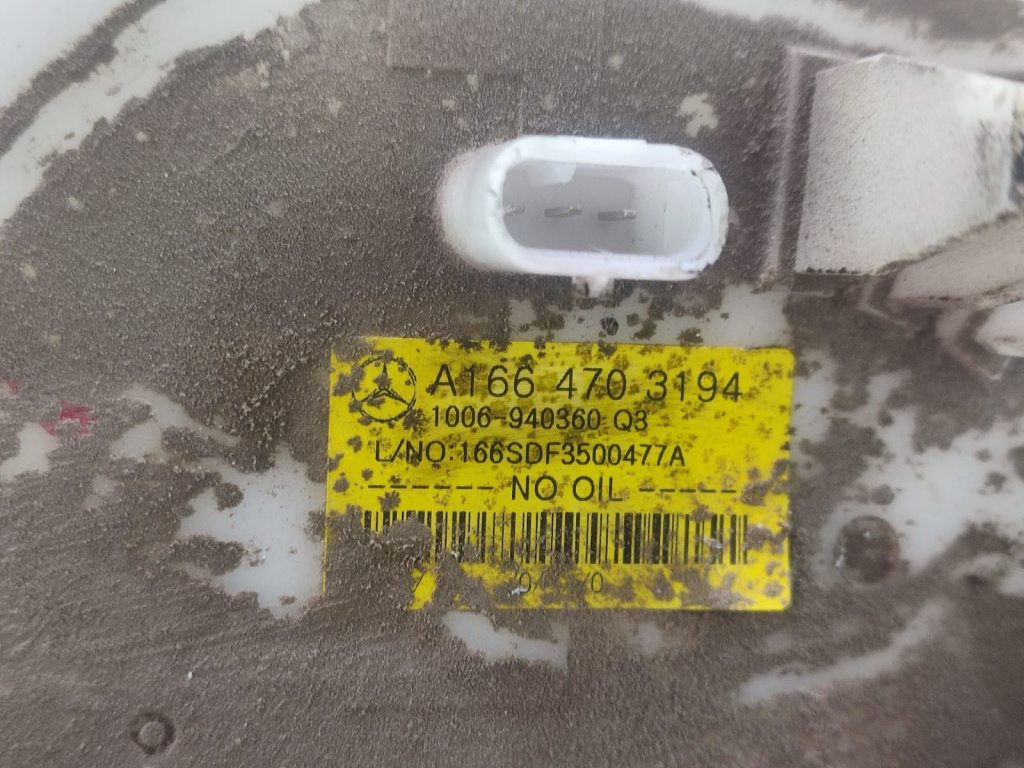 A166 470 3194
1006-940360 Q3
L/NO:166SDF3500477A
------ NO OIL -----